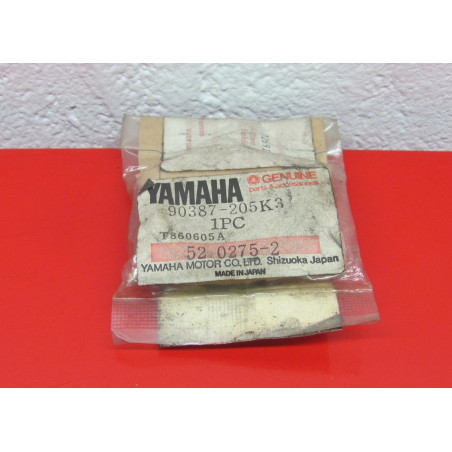 GENUINE
parts & accessories
YAMAHA
90387-205K3
1PC
T860605A
52 0275-2
YAMAHA MOTOR CO., LTD. Shizuoka Japan
MADE IN JAPAN